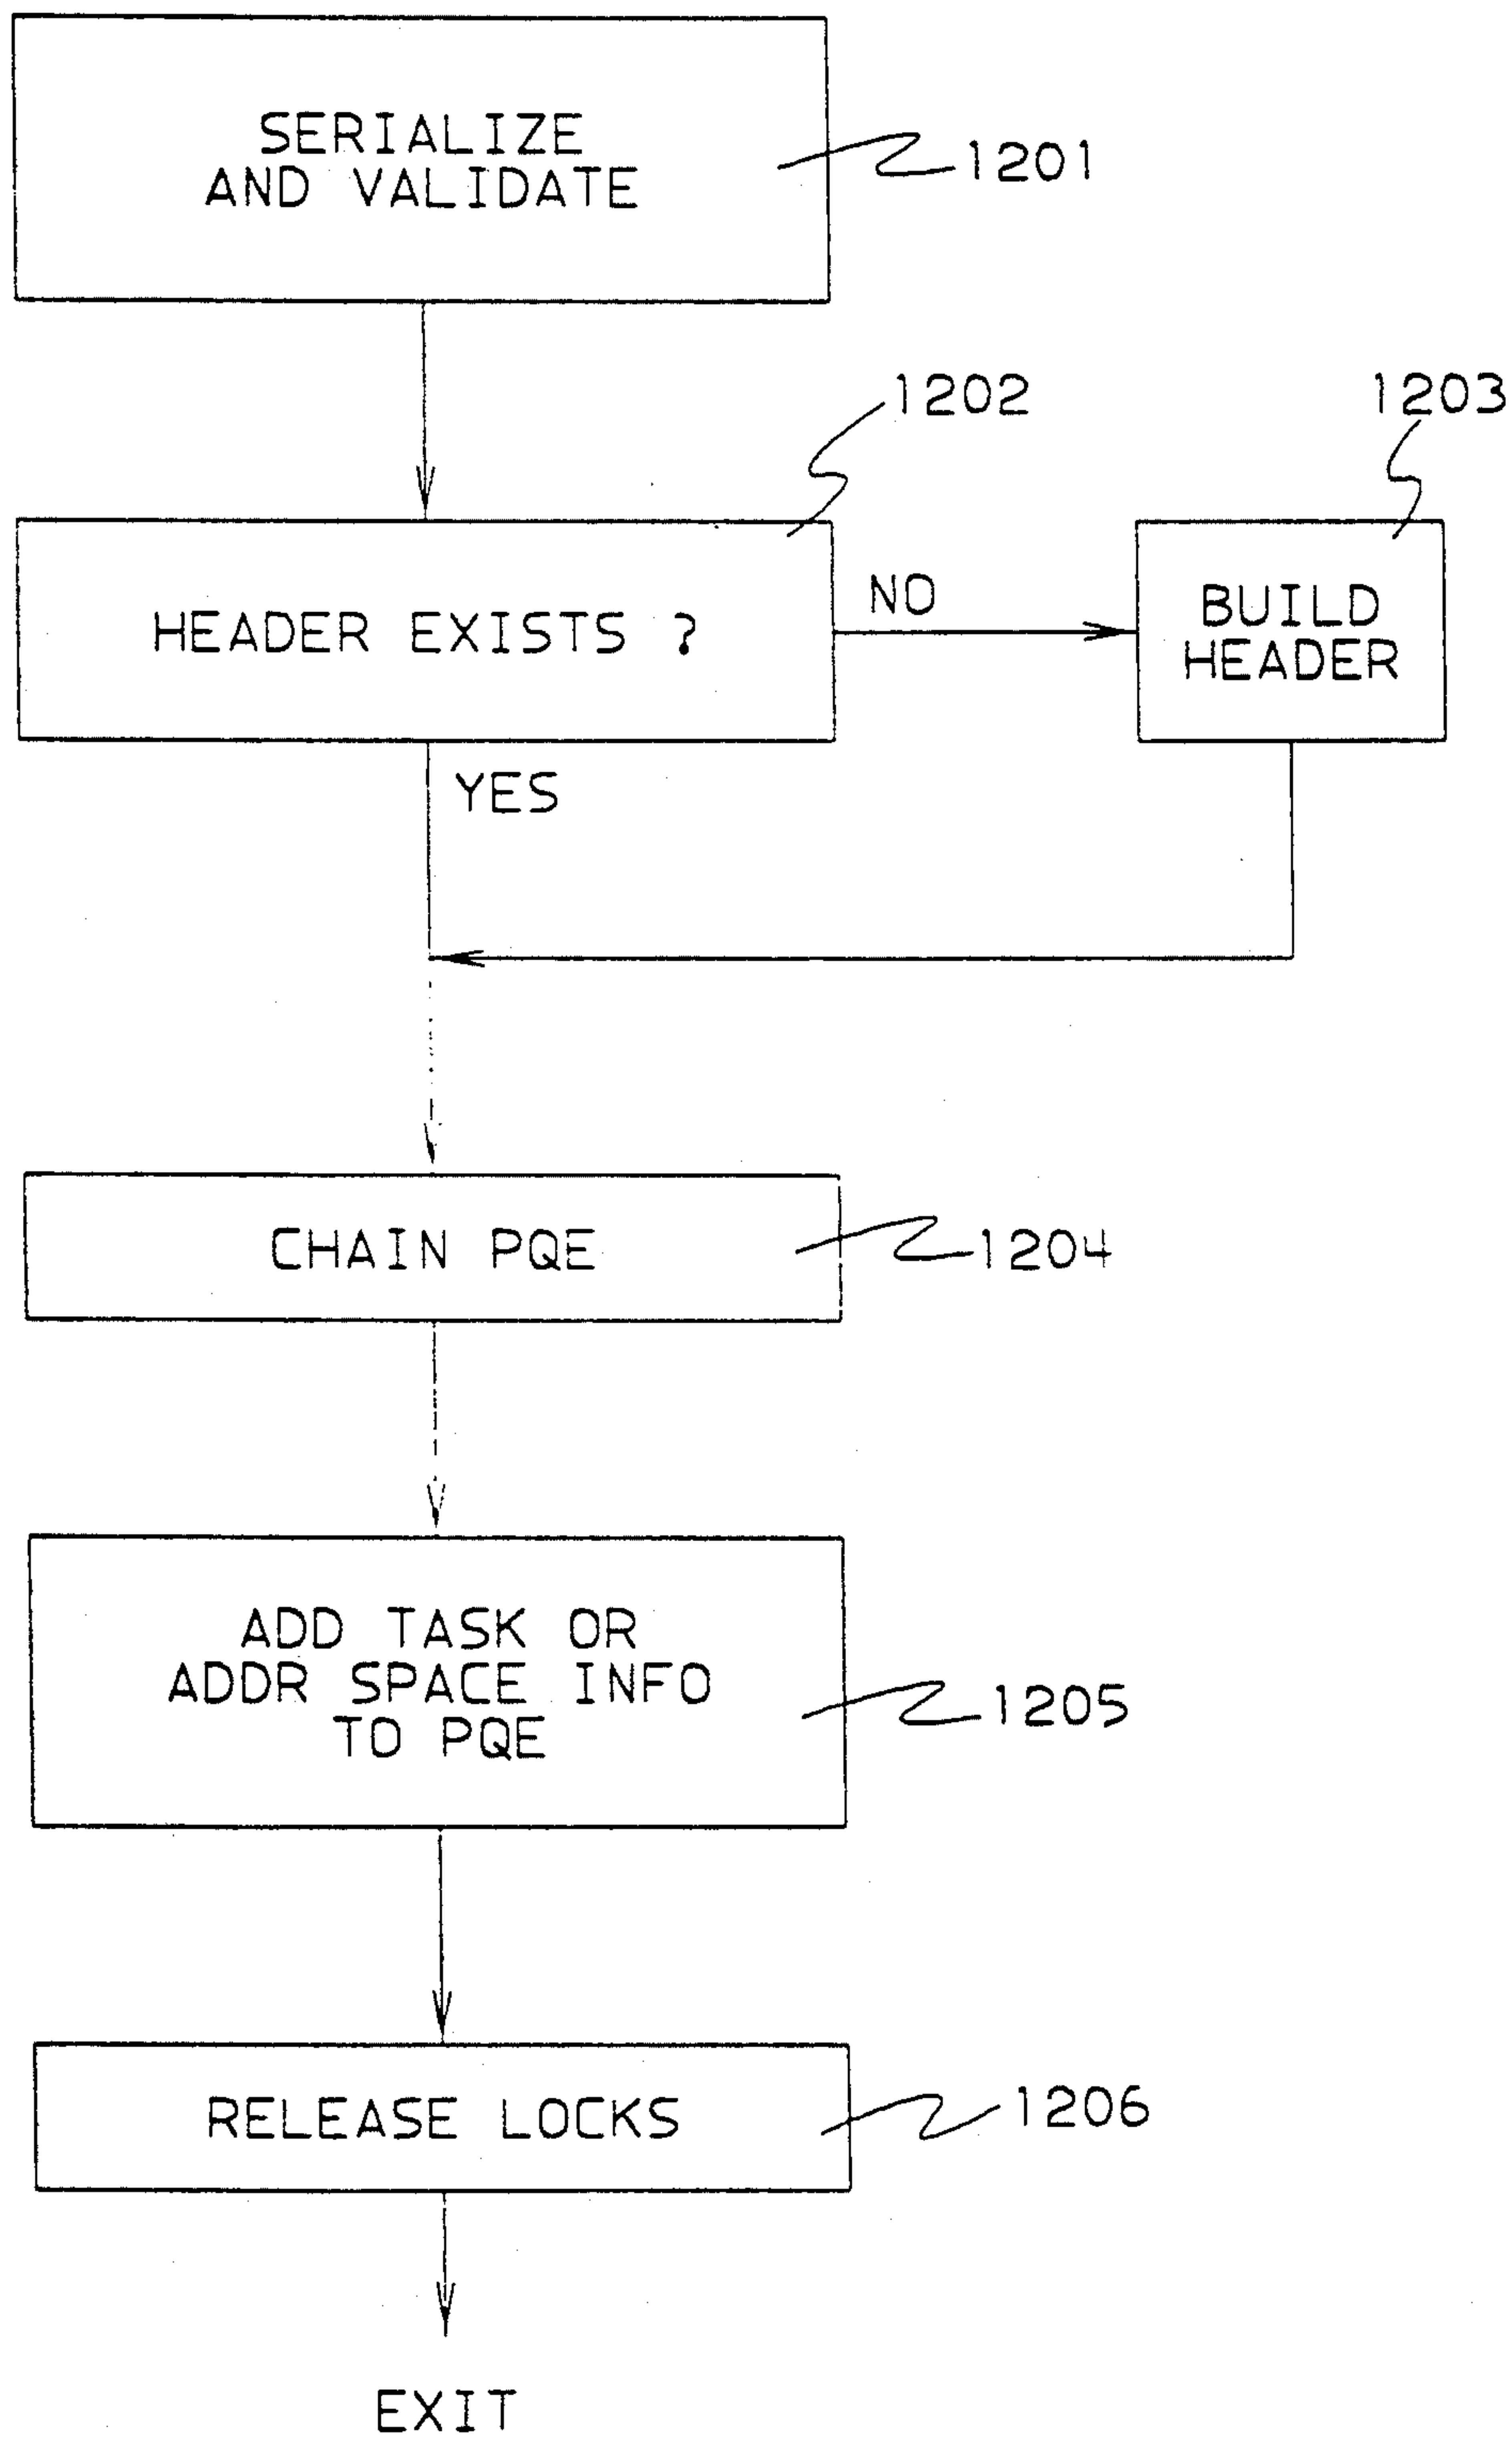 SERIALIZE
AND VALIDATE
1201
1202
1203
HEADER EXISTS ?
NO
BUILD
HEADER
YES
CHAIN PQE
1204
ADD TASK OR
ADDR SPACE INFO
TO PQE
1205
RELEASE LOCKS
1206
EXIT